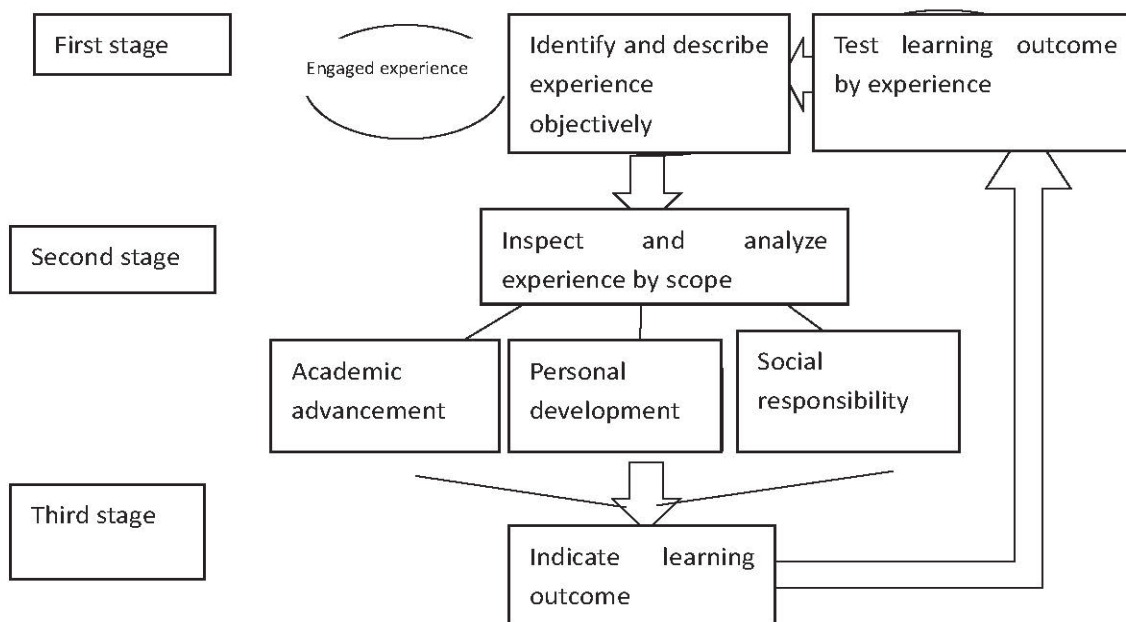 First stage
Engaged experience
Identify and describe
experience
objectively
Test learning outcome
by experience
Second stage
Inspect and analyze
experience by scope
Academic
advancement
Personal
development
Social
responsibility
Third stage
Indicate learning
outcome